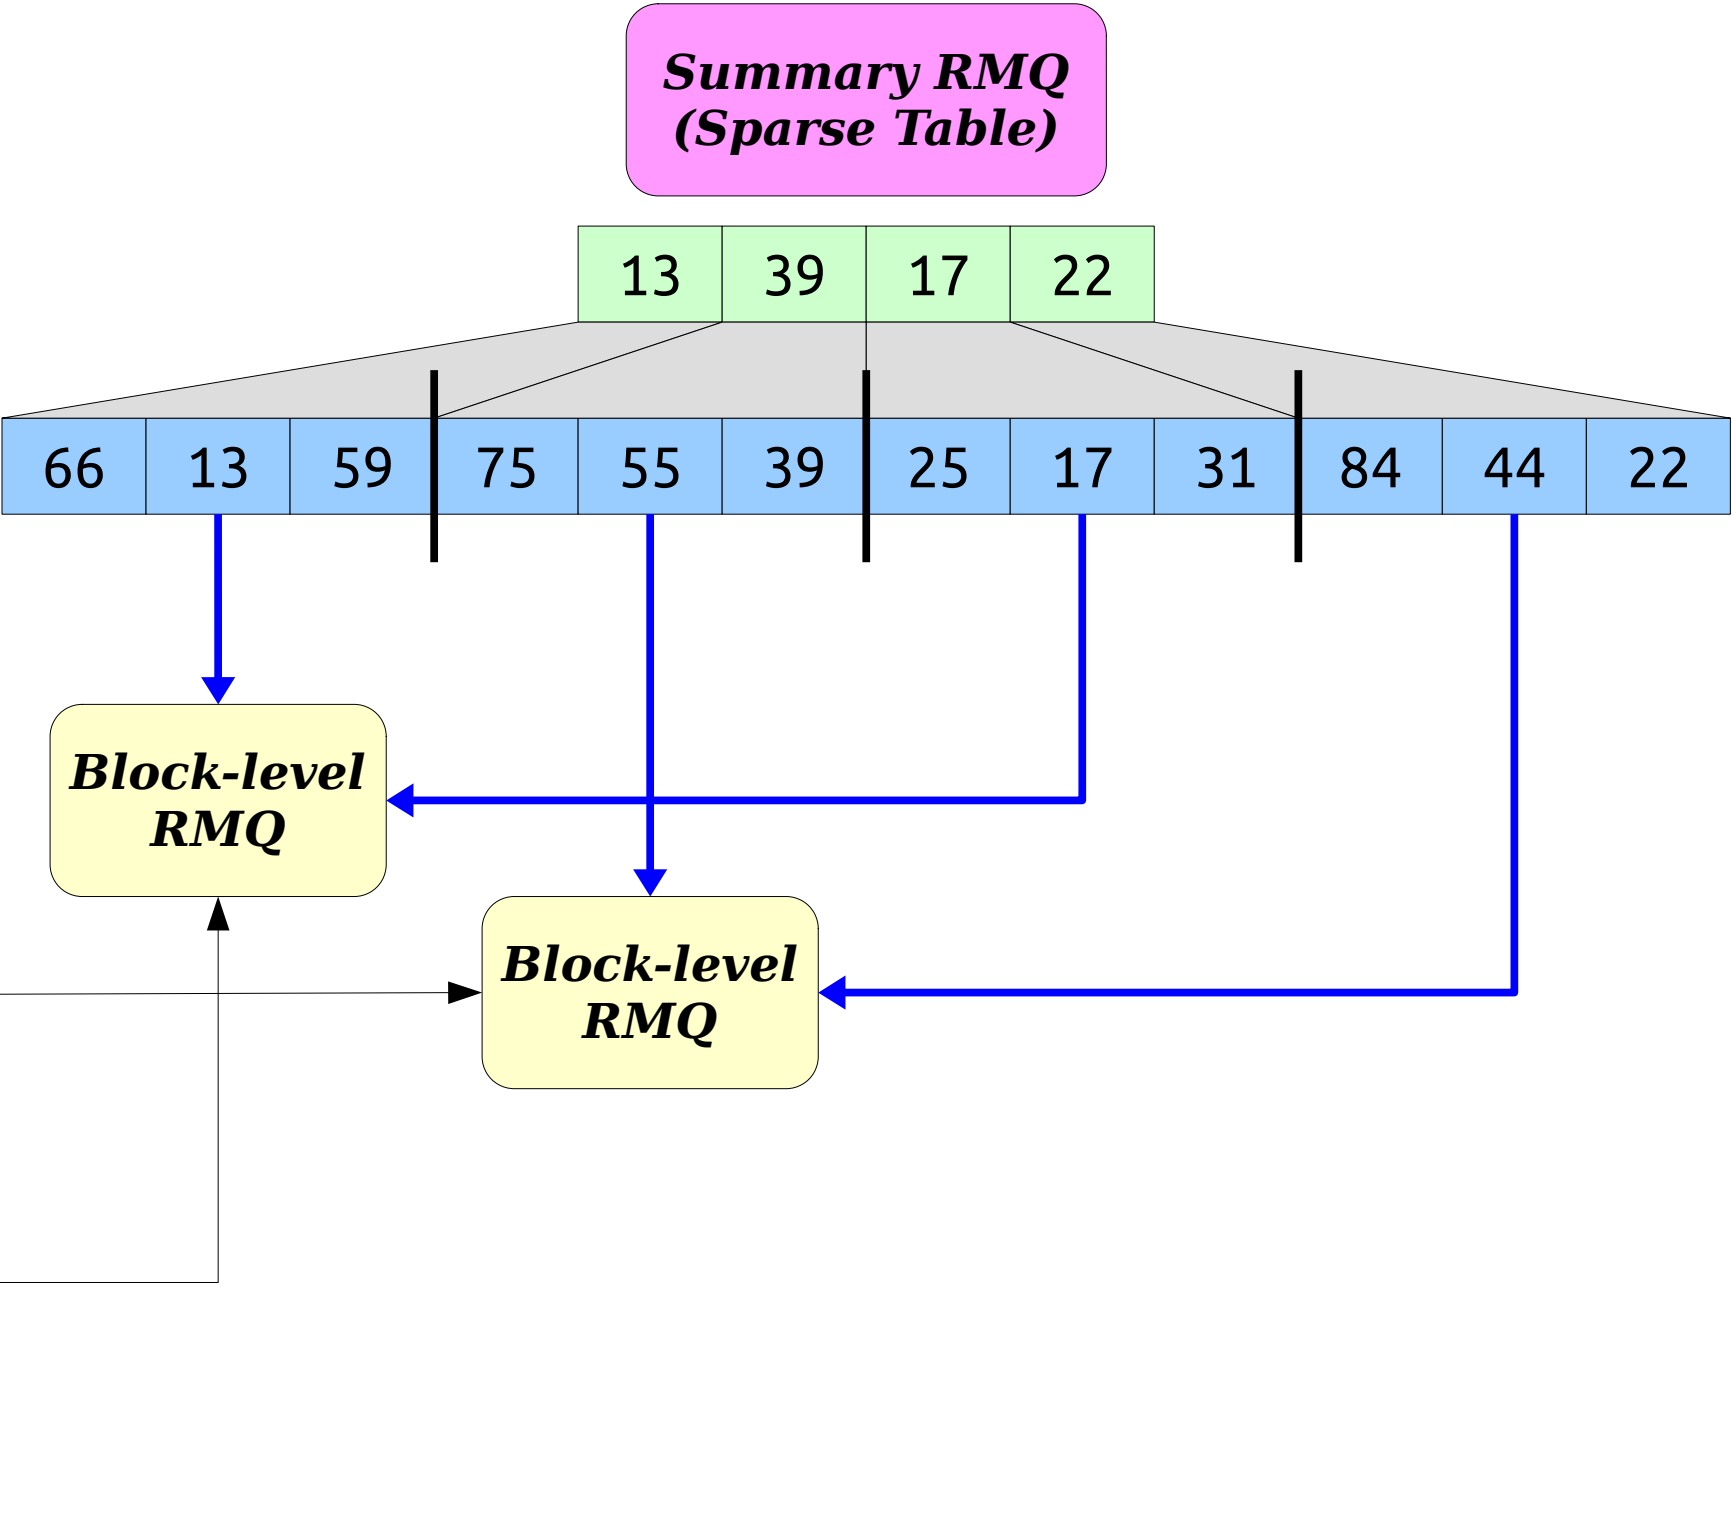 Summary RMQ
(Sparse Table)
13 39 17 22
66 13 59 75 55 39 25 17 31 84 44 22
Block-level
RMQ
Block-level
RMQ